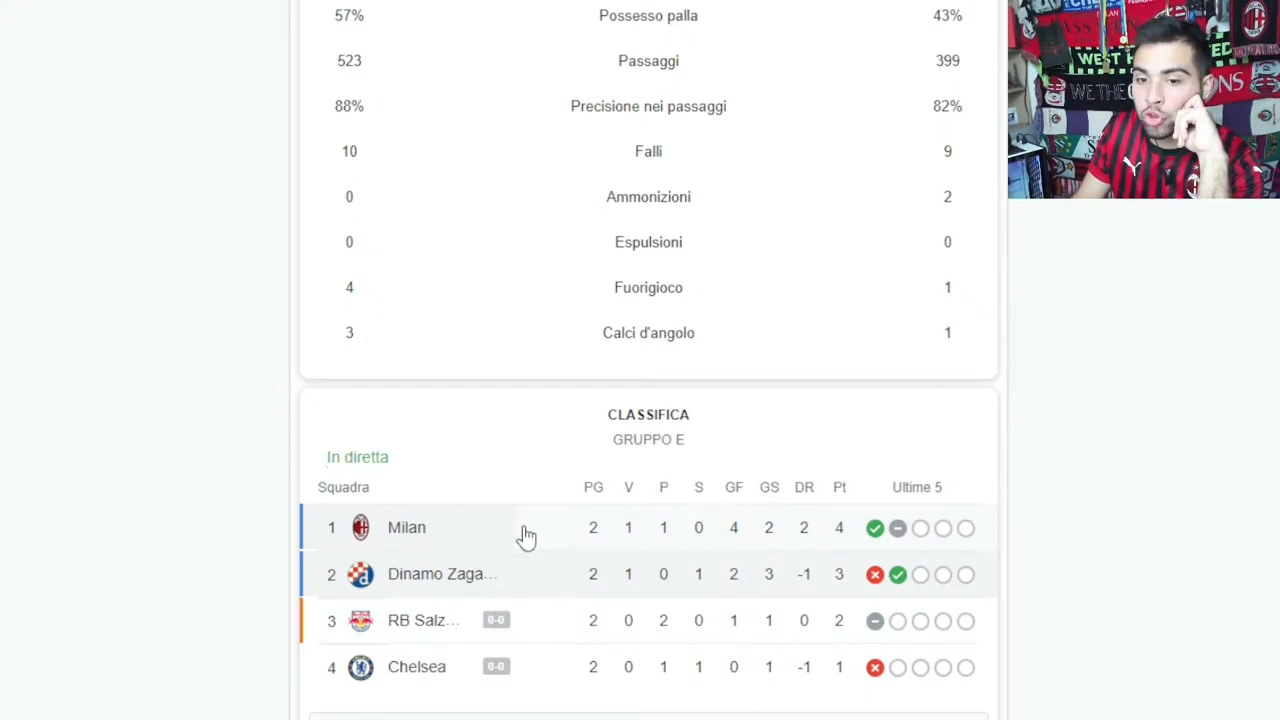 57% Possesso palla 43%
523 Passaggi 399
88% Precisione nei passaggi 82%
10 Falli 9
0 Ammonizioni 2
0 Espulsioni 0
4 Fuorigioco 1
3 Calci d'angolo 1
CLASSIFICA
GRUPPO E
In diretta
Squadra PG V P S GF GS DR Pt Ultime 5
1 Milan 2 1 1 0 4 2 2 4
2 Dinamo Zaga... 2 1 0 1 2 3 -1 3
3 RB Salz... 0-0 2 0 2 0 1 1 0 2
4 Chelsea 0-0 2 0 1 1 0 1 -1 1
WEST
WE THE